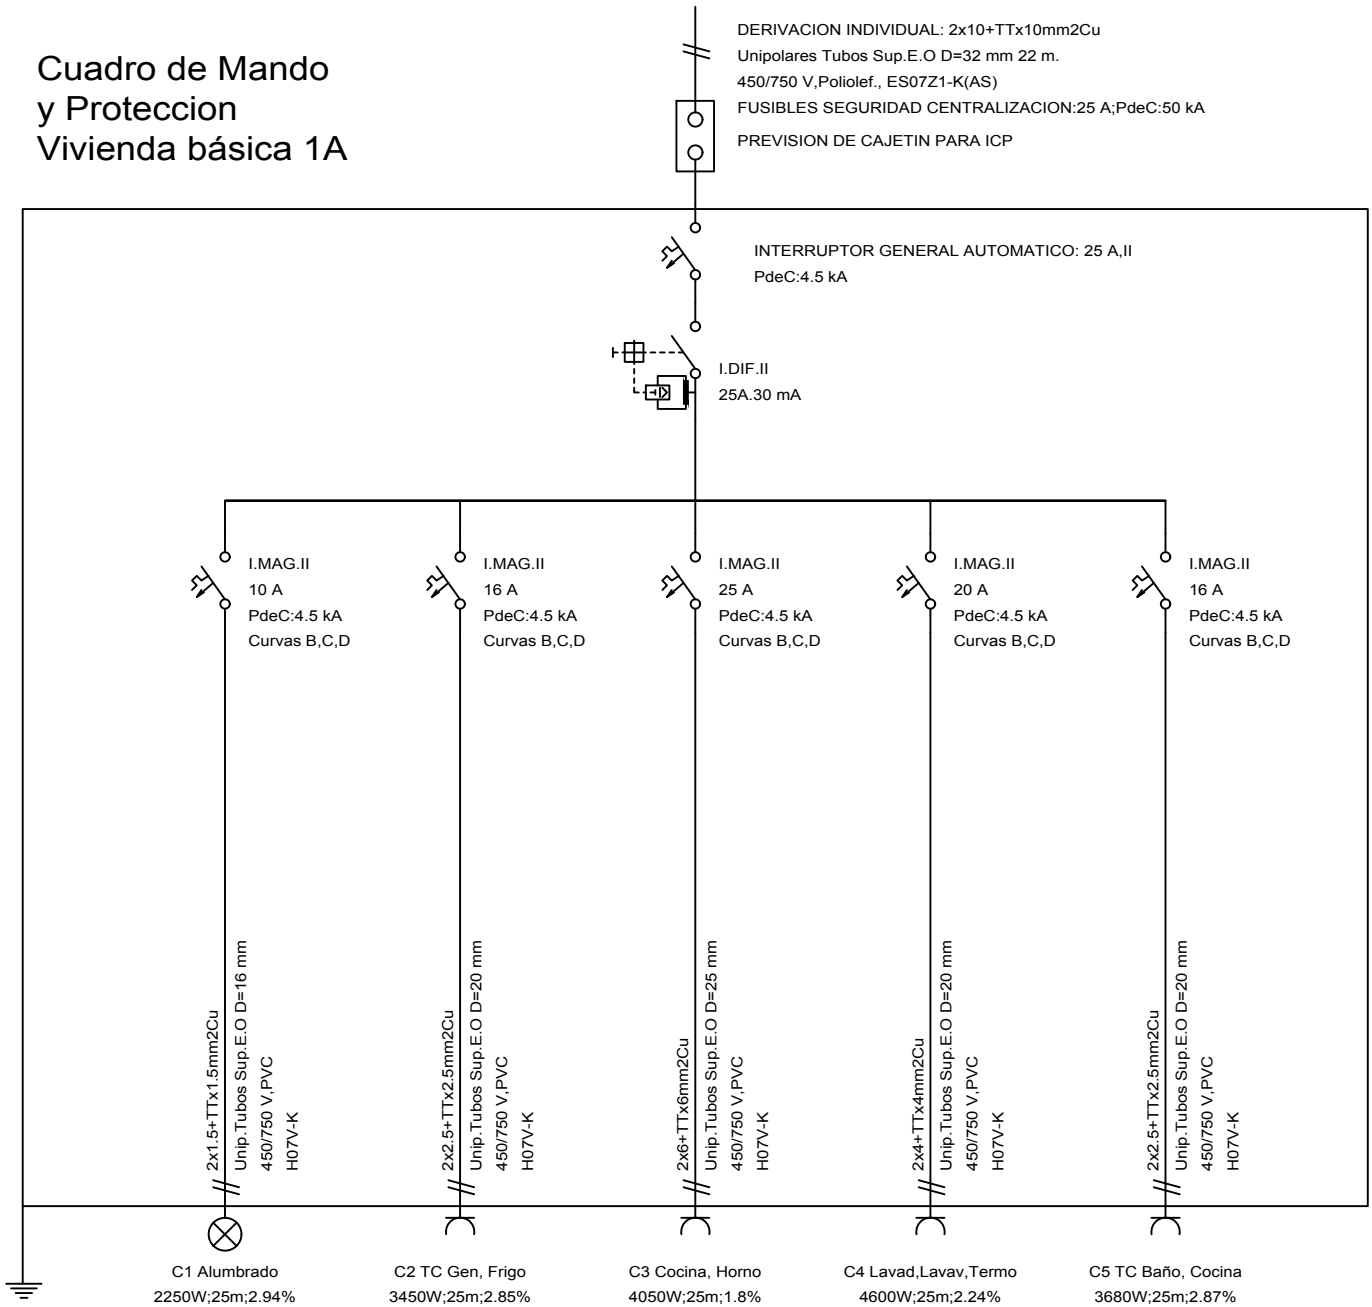 Cuadro de Mando
y Proteccion
Vivienda básica 1A
DERIVACION INDIVIDUAL: 2x10+TTx10mm2Cu
Unipolares Tubos Sup.E.O D=32 mm 22 m.
450/750 V,Poliolef., ES07Z1-K(AS)
FUSIBLES SEGURIDAD CENTRALIZACION:25 A;PdeC:50 kA
PREVISION DE CAJETIN PARA ICP
INTERRUPTOR GENERAL AUTOMATICO: 25 A,II
PdeC:4.5 kA
I.DIF.II
25A.30 mA
I.MAG.II
10 A
PdeC:4.5 kA
Curvas B,C,D
I.MAG.II
16 A
PdeC:4.5 kA
Curvas B,C,D
I.MAG.II
25 A
PdeC:4.5 kA
Curvas B,C,D
I.MAG.II
20 A
PdeC:4.5 kA
Curvas B,C,D
I.MAG.II
16 A
PdeC:4.5 kA
Curvas B,C,D
2x1.5+TTx1.5mm2Cu
Unip.Tubos Sup.E.O D=16 mm
450/750 V,PVC
H07V-K
2x2.5+TTx2.5mm2Cu
Unip.Tubos Sup.E.O D=20 mm
450/750 V,PVC
H07V-K
2x6+TTx6mm2Cu
Unip.Tubos Sup.E.O D=25 mm
450/750 V,PVC
H07V-K
2x4+TTx4mm2Cu
Unip.Tubos Sup.E.O D=20 mm
450/750 V,PVC
H07V-K
2x2.5+TTx2.5mm2Cu
Unip.Tubos Sup.E.O D=20 mm
450/750 V,PVC
H07V-K
C1 Alumbrado
2250W;25m;2.94%
C2 TC Gen, Frigo
3450W;25m;2.85%
C3 Cocina, Horno
4050W;25m;1.8%
C4 Lavad,Lavav,Termo
4600W;25m;2.24%
C5 TC Baño, Cocina
3680W;25m;2.87%